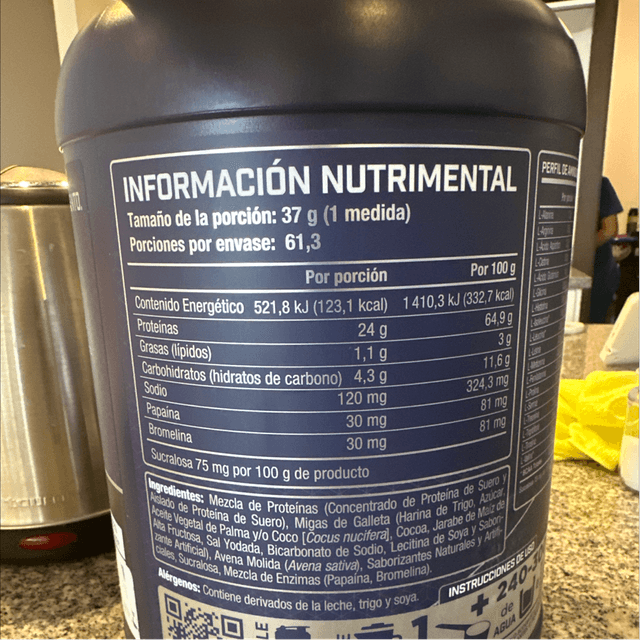 INFORMACIÓN NUTRIMENTAL
Tamaño de la porción: 37 g (1 medida)
Porciones por envase: 61,3
Por porción Por 100 g
Contenido Energético 521,8 kJ (123,1 kcal) 1 410,3 kJ (332,7 kcal)
Proteínas 24 g 64,9 g
Grasas (lípidos) 1,1 g 3 g
Carbohidratos (hidratos de carbono) 4,3 g 11,6 g
Sodio 120 mg 324,3 mg
Papaína 30 mg 81 mg
Bromelina 30 mg 81 mg
Sucralosa 75 mg por 100 g de producto
Ingredientes: Mezcla de Proteínas (Concentrado de Proteína de Suero y
Aislado de Proteína de Suero), Migas de Galleta (Harina de Trigo, Azúcar,
Aceite Vegetal de Palma y/o Coco [Cocus nucifera], Cocoa, Jarabe de Maíz de
Alta Fructosa, Sal Yodada, Bicarbonato de Sodio, Lecitina de Soya y Sabori-
zante Artificial), Avena Molida (Avena sativa), Saborizantes Naturales y Artifi-
ciales, Sucralosa, Mezcla de Enzimas (Papaína, Bromelina).
Alérgenos: Contiene derivados de la leche, trigo y soya.
INSTRUCCIONES DE USO
1 + 240-
de
AGUA
PERFIL DE
L-Alanina
L-Arginina